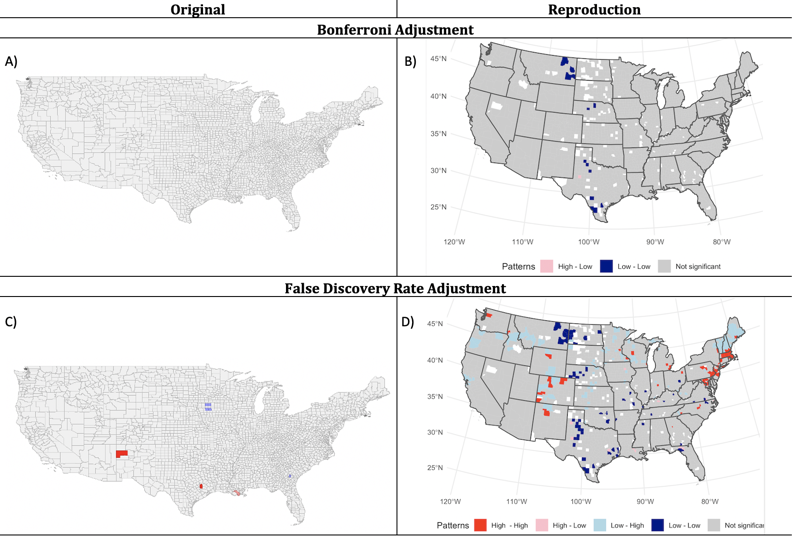 Original
Reproduction
Bonferroni Adjustment
A)
B)
45°N
40°N
35°N
30°N
25°N
120°W 110°W 100°W 90°W 80°W
Patterns High - Low Low - Low Not significant
False Discovery Rate Adjustment
C)
D)
45°N
40°N
35°N
30°N
25°N
120°W 110°W 100°W 90°W 80°W
Patterns High - High High - Low Low - High Low - Low Not significar